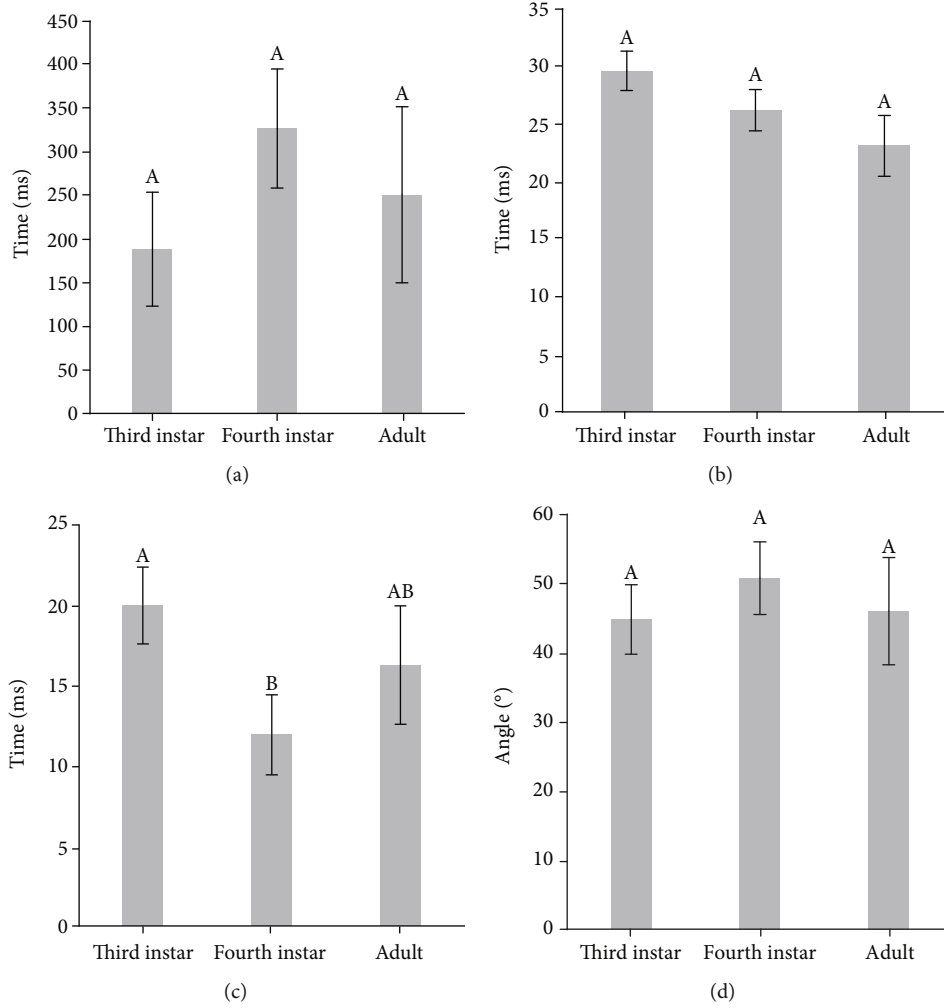 450
400
350
300
250
200
150
100
50
0
Time (ms)
A
A
A
Third instar Fourth instar Adult
(a)
35
30
25
20
15
10
5
0
Time (ms)
A
A
A
Third instar Fourth instar Adult
(b)
25
20
15
10
5
0
Time (ms)
A
B
AB
Third instar Fourth instar Adult
(c)
60
50
40
30
20
10
0
Angle (°)
A
A
A
Third instar Fourth instar Adult
(d)